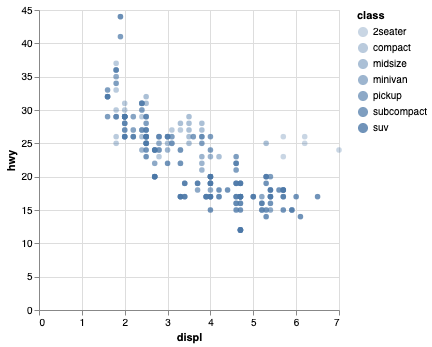 45
40
35
30
25
20
15
10
5
0
hwy
0 1 2 3 4 5 6 7
displ
class
2seater
compact
midsize
minivan
pickup
subcompact
suv